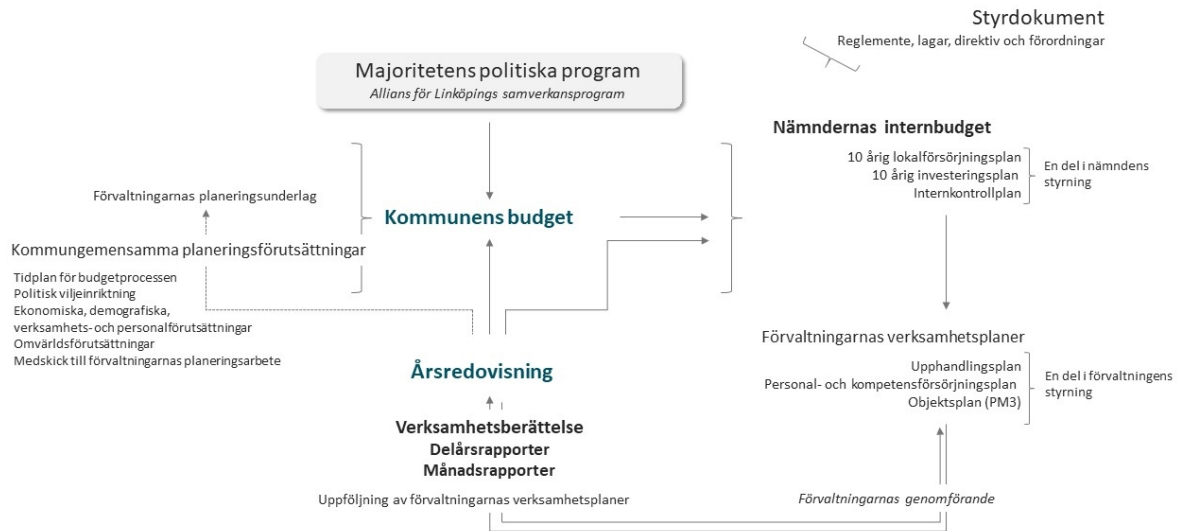 Styrdokument
Reglemente, lagar, direktiv och förordningar
Majoritetens politiska program
Allians för Linköpings samverkansprogram
Nämndernas internbudget
10 årig lokalförsörjningsplan
10 årig investeringsplan
Internkontrollplan
En del i nämndens
styrning
Förvaltningarnas planeringsunderlag
Kommunens budget
Kommungemensamma planeringsförutsättningar
Tidplan för budgetprocessen
Politisk viljeinriktning
Ekonomiska, demografiska,
verksamhets- och personalförutsättningar
Omvärldsförutsättningar
Medskick till förvaltningarnas planeringsarbete
Förvaltningarnas verksamhetsplaner
Upphandlingsplan
Personal- och kompetensförsörjningsplan
Objektsplan (PM3)
En del i förvaltningens
styrning
Årsredovisning
Verksamhetsberättelse
Delårsrapporter
Månadsrapporter
Uppföljning av förvaltningarnas verksamhetsplaner
Förvaltningarnas genomförande